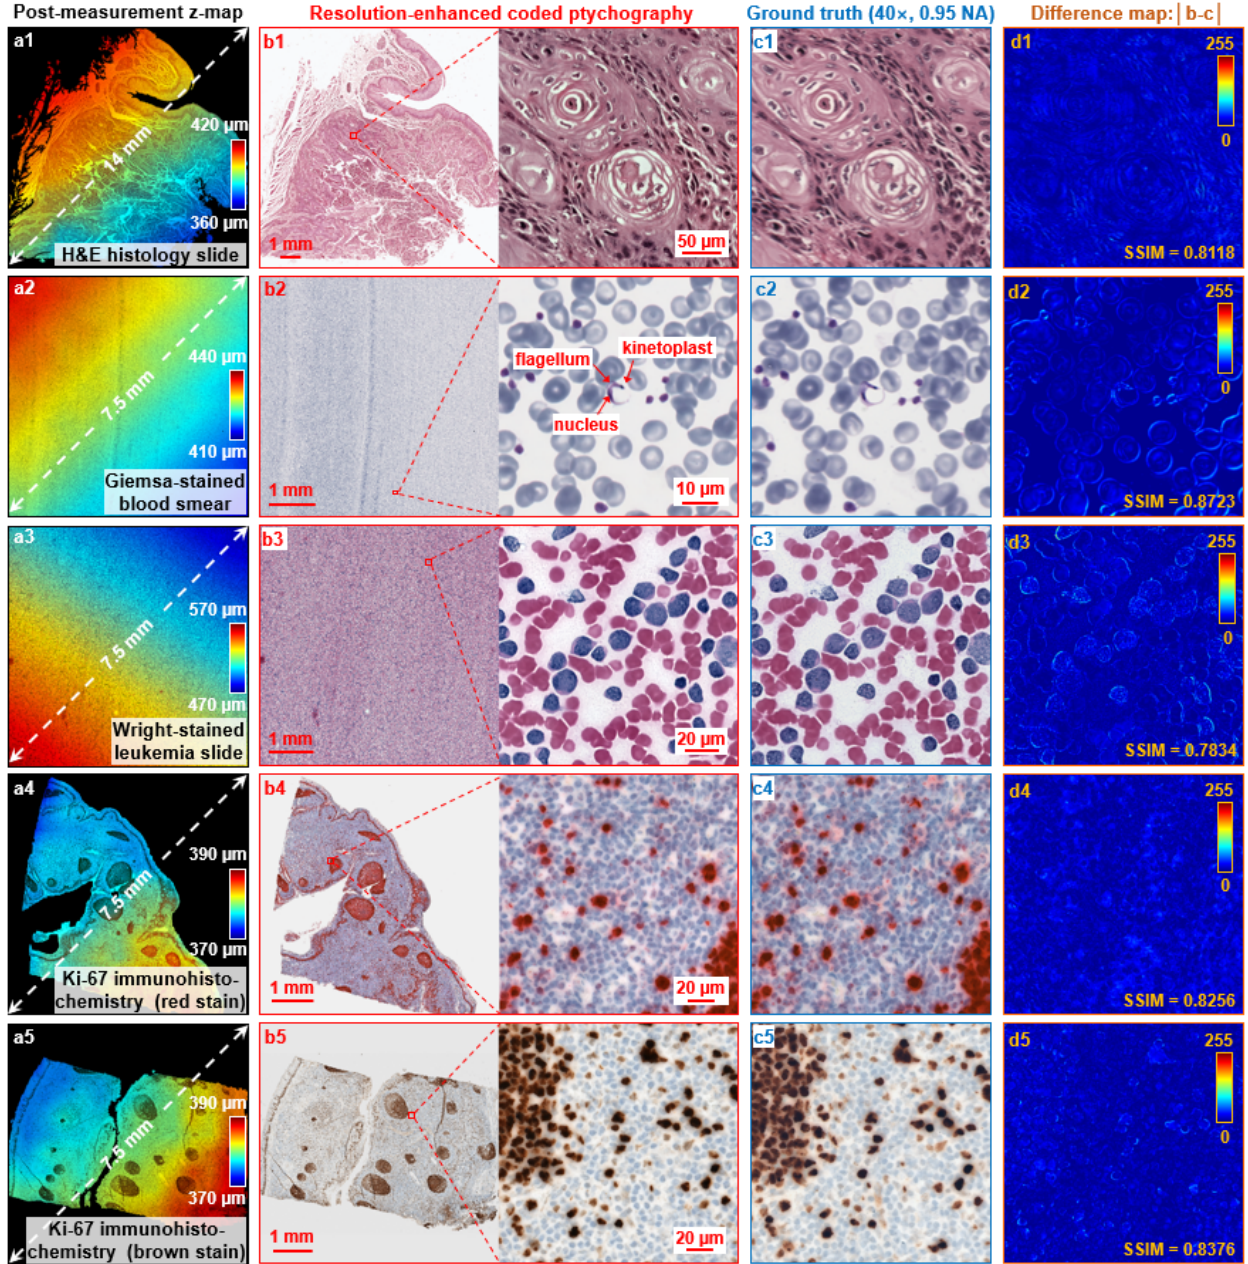 Post-measurement z-map
Resolution-enhanced coded ptychography
Ground truth (40×, 0.95 NA)
Difference map: | b-c |
a1
420 µm
14 mm
360 µm
H&E histology slide
b1
1 mm
50 µm
c1
d1
255
0
SSIM = 0.8118
a2
440 µm
7.5 mm
410 µm
Giemsa-stained
blood smear
b2
1 mm
flagellum
kinetoplast
nucleus
10 µm
c2
d2
255
0
SSIM = 0.8723
a3
570 µm
7.5 mm
470 µm
Wright-stained
leukemia slide
b3
1 mm
20 µm
c3
d3
255
0
SSIM = 0.7834
a4
390 µm
7.5 mm
370 µm
Ki-67 immunohisto-
chemistry (red stain)
b4
1 mm
20 µm
c4
d4
255
0
SSIM = 0.8256
a5
390 µm
7.5 mm
370 µm
Ki-67 immunohisto-
chemistry (brown stain)
b5
1 mm
20 µm
c5
d5
255
0
SSIM = 0.8376